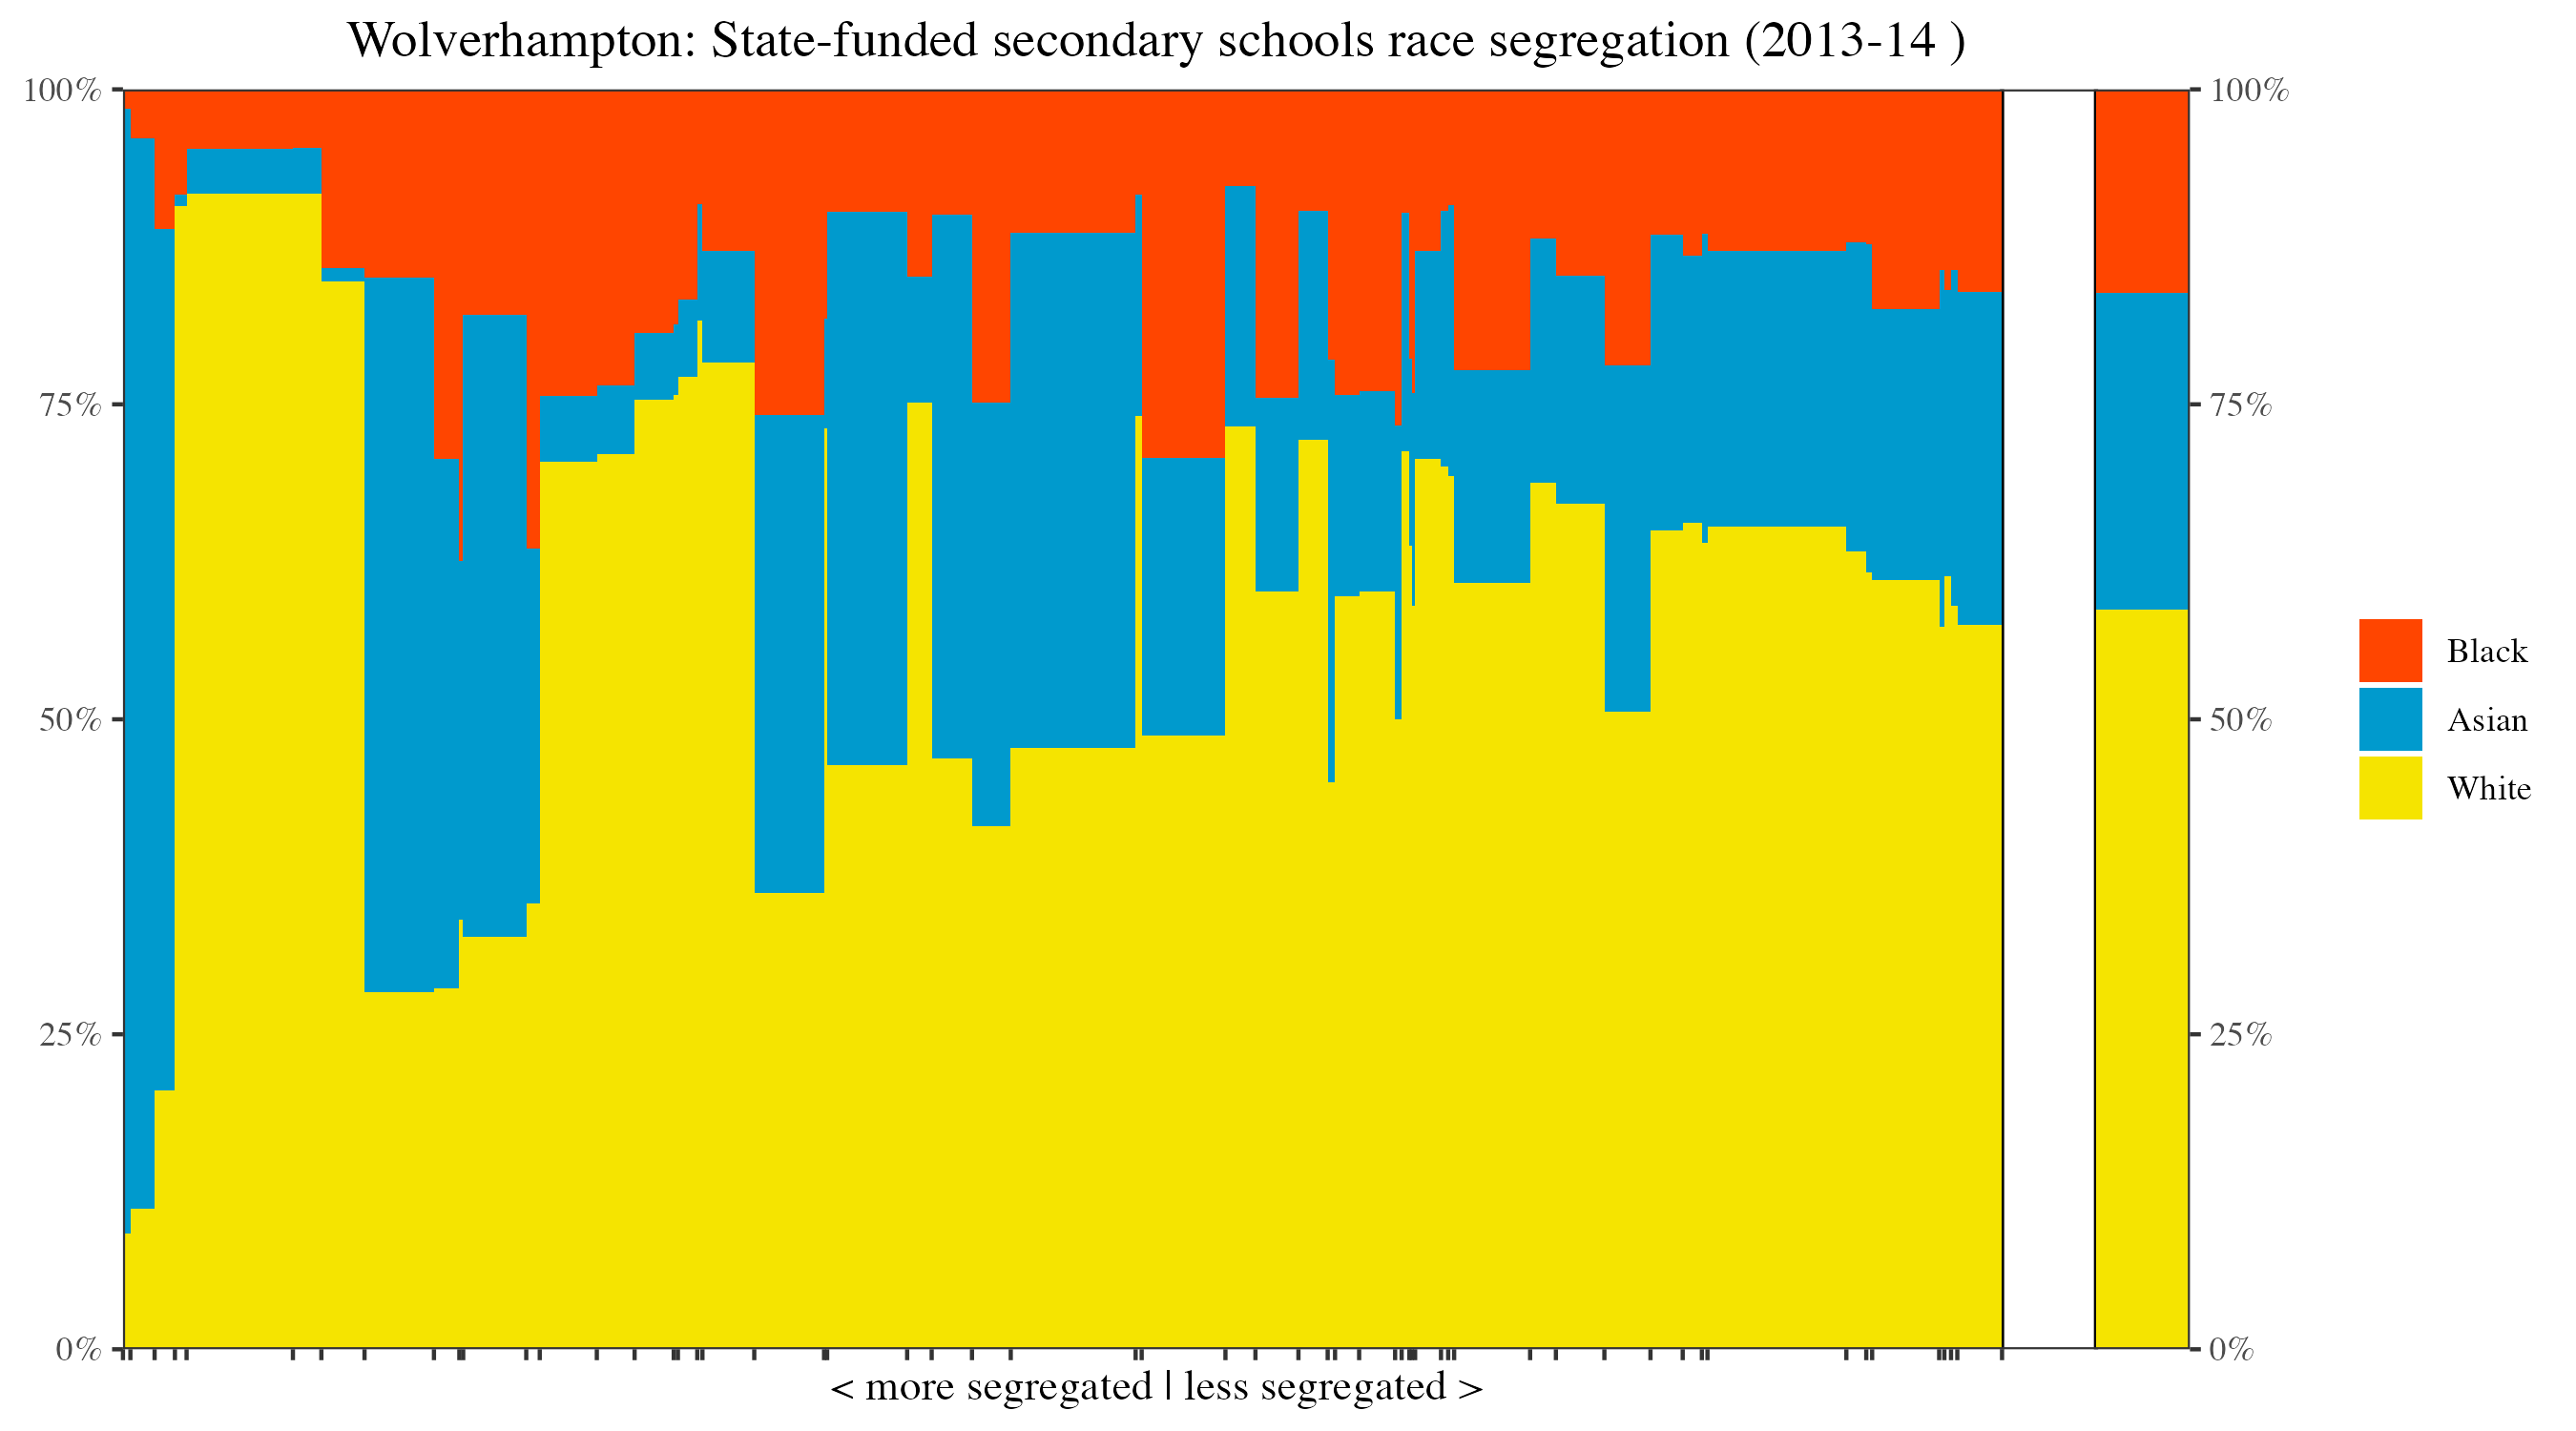 Wolverhampton: State-funded secondary schools race segregation (2013-14 )
100%
75%
50%
25%
0%
100%
75%
50%
25%
0%
Black
Asian
White
< more segregated | less segregated >